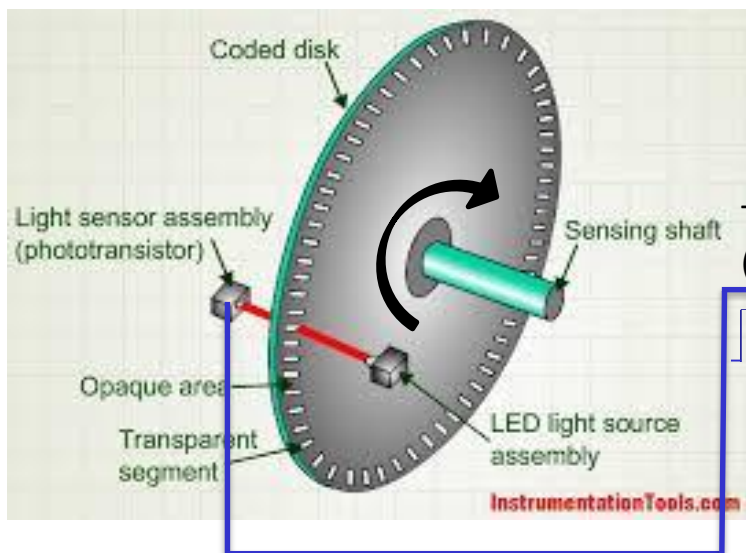 Coded disk
Light sensor assembly
(phototransistor)
Sensing shaft
Opaque area
Transparent
segment
LED light source
assembly
InstrumentationTools.com